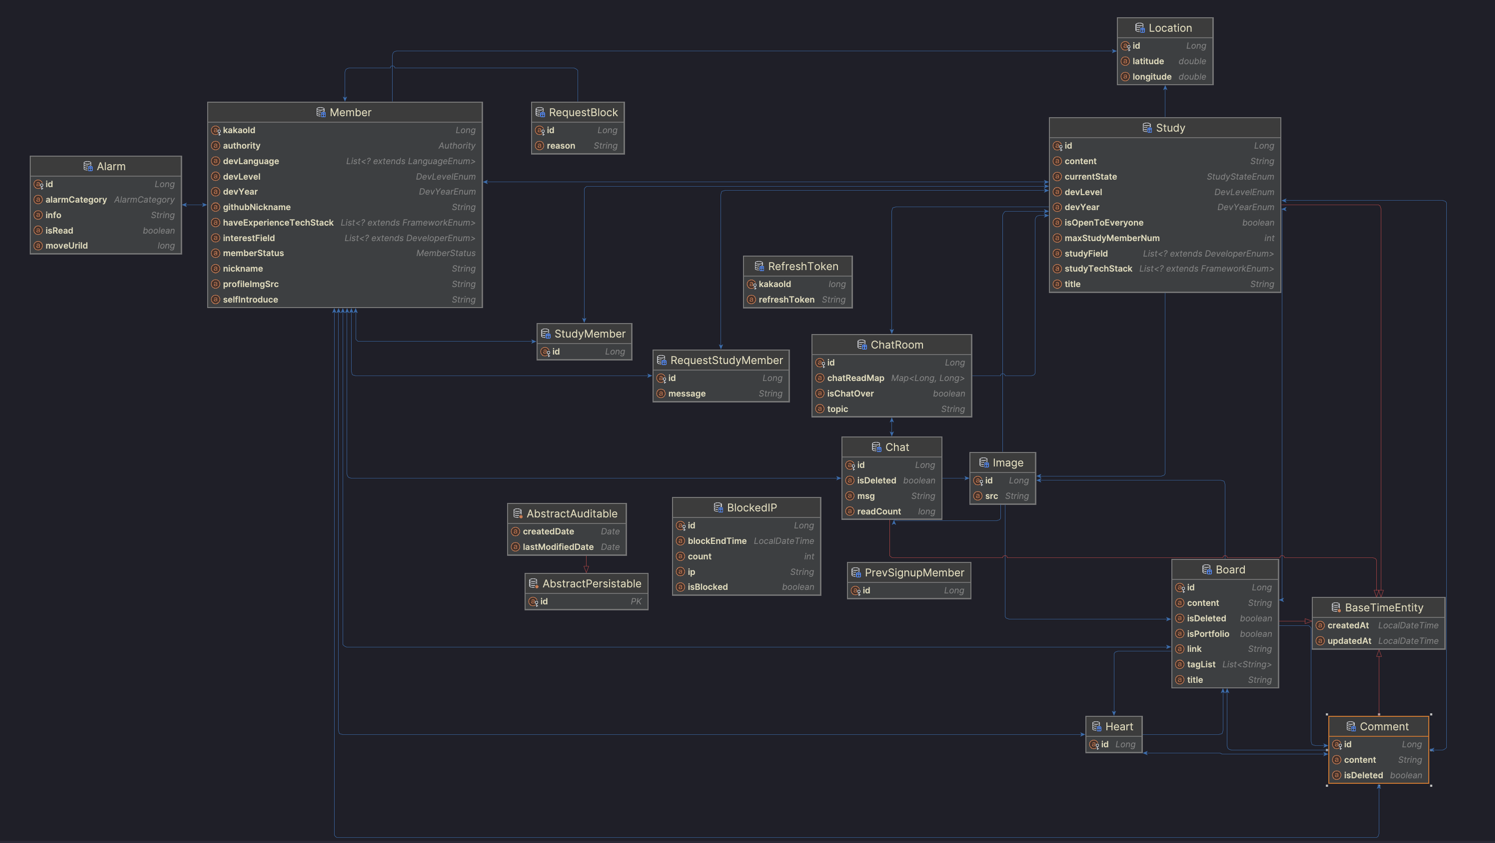 Location
id Long
latitude double
longitude double
Member
kakaoId Long
authority Authority
devLanguage List<? extends LanguageEnum>
devLevel DevLevelEnum
devYear DevYearEnum
githubNickname String
haveExperienceTechStack List<? extends FrameworkEnum>
interestField List<? extends DeveloperEnum>
memberStatus MemberStatus
nickname String
profileImgSrc String
selfIntroduce String
RequestBlock
id Long
reason String
Study
id Long
content String
currentState StudyStateEnum
devLevel DevLevelEnum
devYear DevYearEnum
isOpenToEveryone boolean
maxStudyMemberNum int
studyField List<? extends DeveloperEnum>
studyTechStack List<? extends FrameworkEnum>
title String
Alarm
id Long
alarmCategory AlarmCategory
info String
isRead boolean
moveUrlId long
RefreshToken
kakaoId long
refreshToken String
StudyMember
id Long
RequestStudyMember
id Long
message String
ChatRoom
id Long
chatReadMap Map<Long, Long>
isChatOver boolean
topic String
Chat
id Long
isDeleted boolean
msg String
readCount long
Image
id Long
src String
AbstractAuditable
createdDate Date
lastModifiedDate Date
AbstractPersistable
id PK
BlockedIP
id Long
blockEndTime LocalDateTime
count int
ip String
isBlocked boolean
PrevSignupMember
id Long
Board
id Long
content String
isDeleted boolean
isPortfolio boolean
link String
tagList List<String>
title String
BaseTimeEntity
createdAt LocalDateTime
updatedAt LocalDateTime
Heart
id Long
Comment
id Long
content String
isDeleted boolean